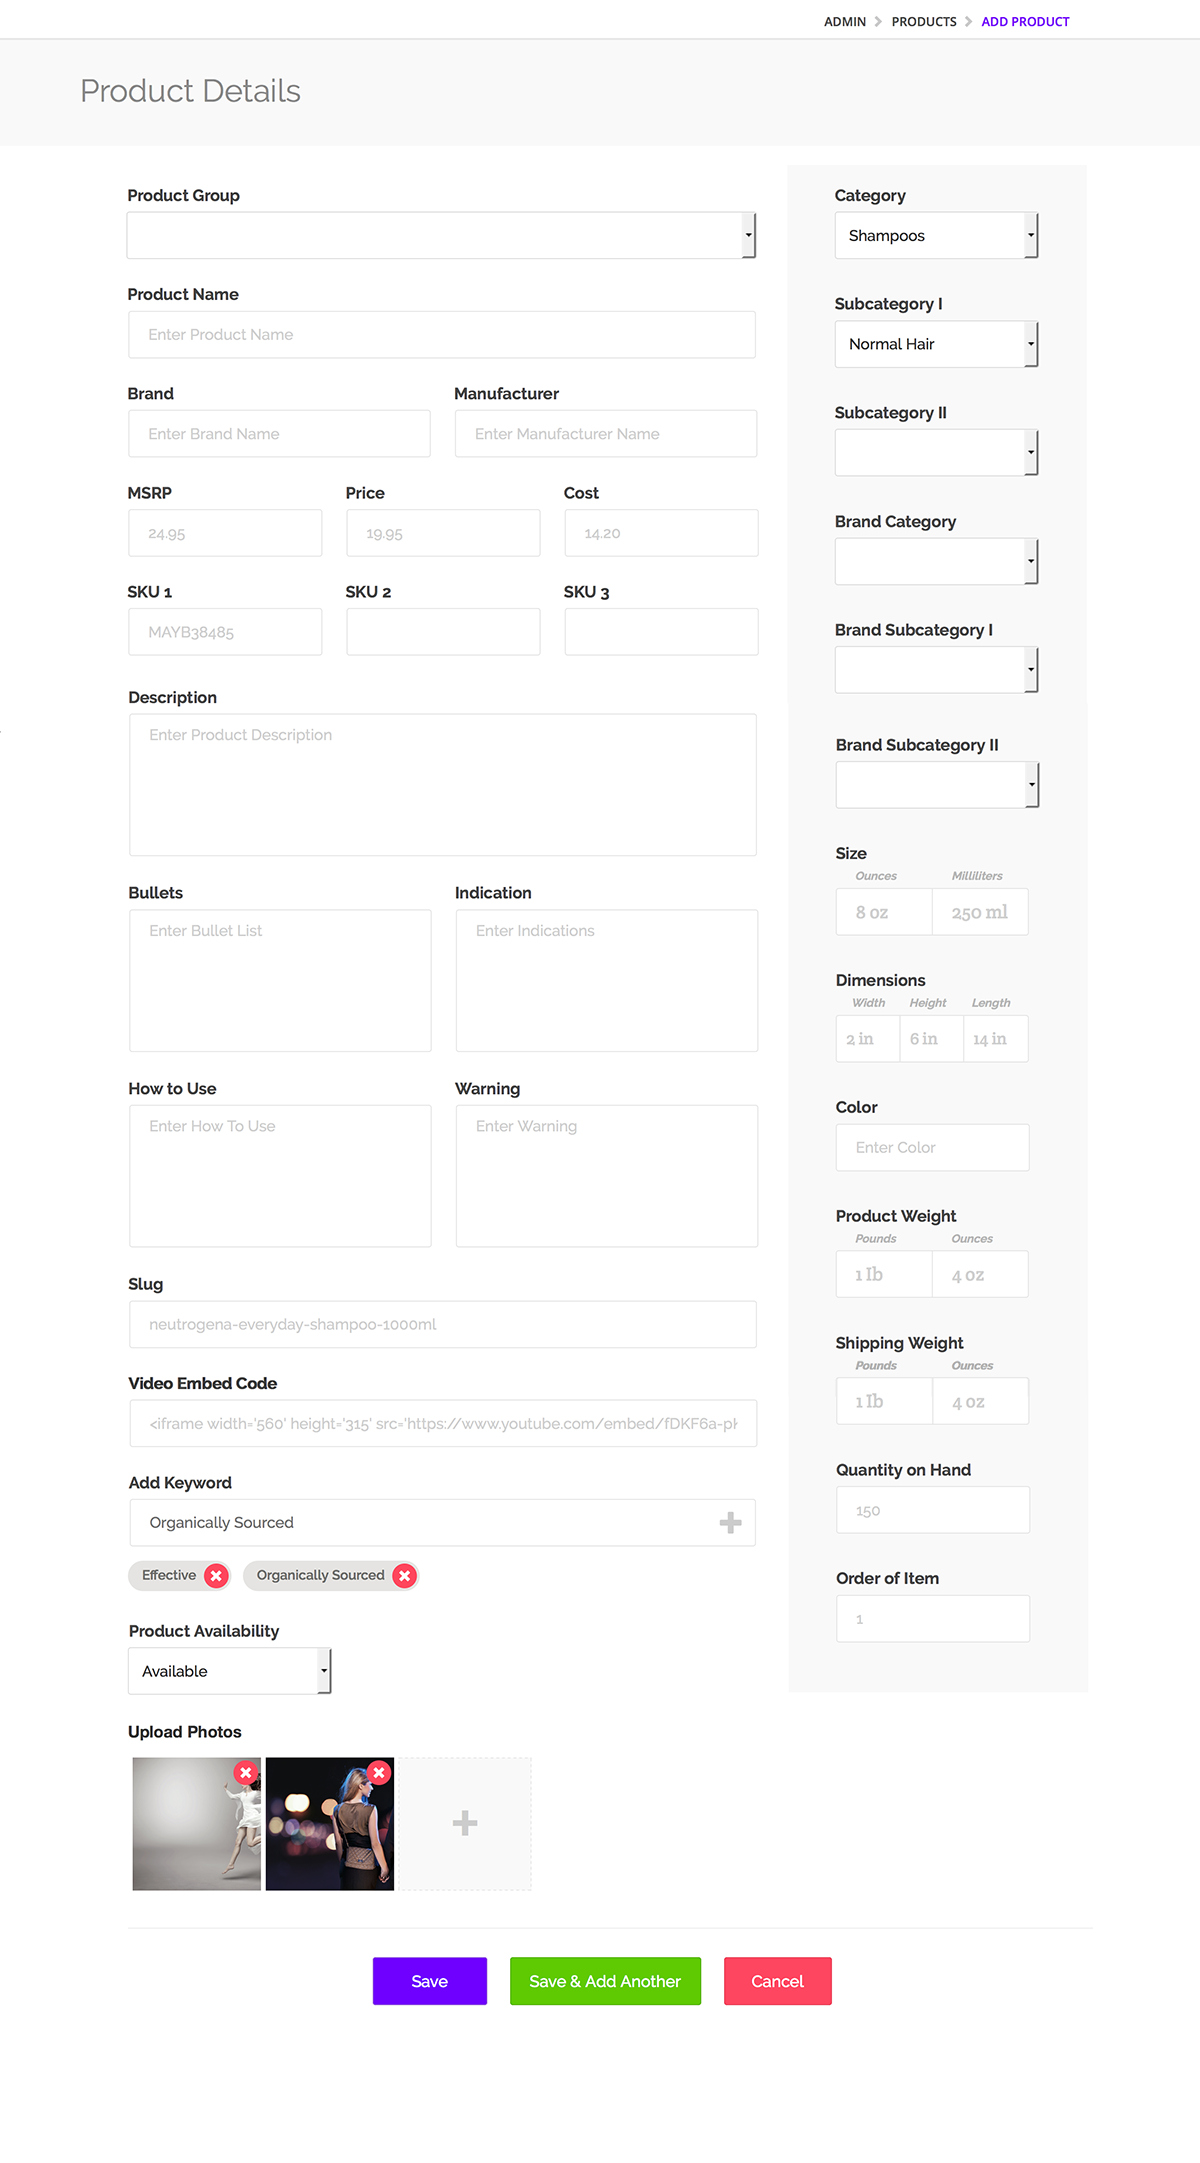 ADMIN PRODUCTS ADD PRODUCT
Product Details
Product Group
Product Name
Enter Product Name
Brand Manufacturer
Enter Brand Name Enter Manufacturer Name
MSRP Price Cost
24.95 19.95 14.20
SKU 1 SKU 2 SKU 3
MAYB38485
Description
Enter Product Description
Bullets Indication
Enter Bullet List Enter Indications
How to Use Warning
Enter How To Use Enter Warning
Slug
neutrogena-everyday-shampoo-1000ml
Video Embed Code
<iframe width='560' height='315' src='https://www.youtube.com/embed/fDKF6a-pł
Add Keyword
Organically Sourced
Effective Organically Sourced
Product Availability
Available
Upload Photos
Category
Shampoos
Subcategory I
Normal Hair
Subcategory II
Brand Category
Brand Subcategory I
Brand Subcategory II
Size
Ounces Milliliters
8 oz 250 ml
Dimensions
Width Height Length
2 in 6 in 14 in
Color
Enter Color
Product Weight
Pounds Ounces
1 Ib 4 oz
Shipping Weight
Pounds Ounces
1 Ib 4 oz
Quantity on Hand
150
Order of Item
1
Save Save & Add Another Cancel